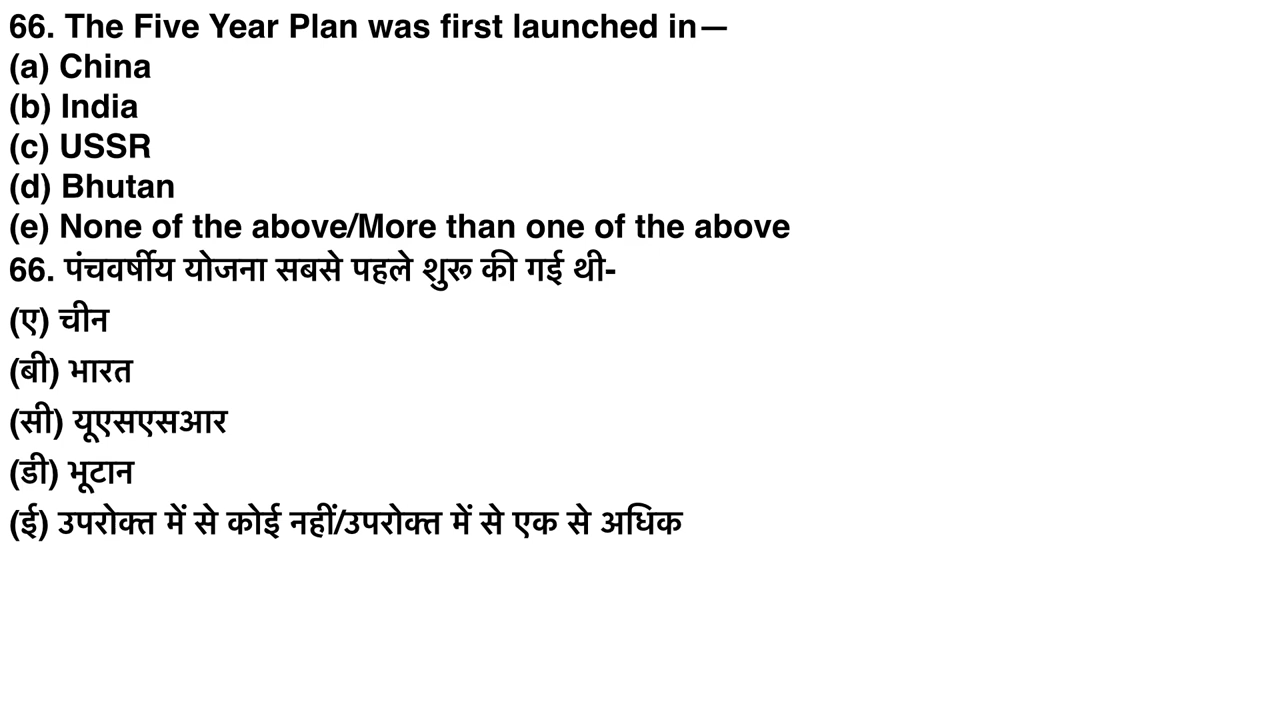 66. The Five Year Plan was first launched in—
(a) China
(b) India
(c) USSR
(d) Bhutan
(e) None of the above/More than one of the above
66. पंचवर्षीय योजना सबसे पहले शुरू की गई थी-
(ए) चीन
(बी) भारत
(सी) यूएसएसआर
(डी) भूटान
(ई) उपरोक्त में से कोई नहीं/उपरोक्त में से एक से अधिक